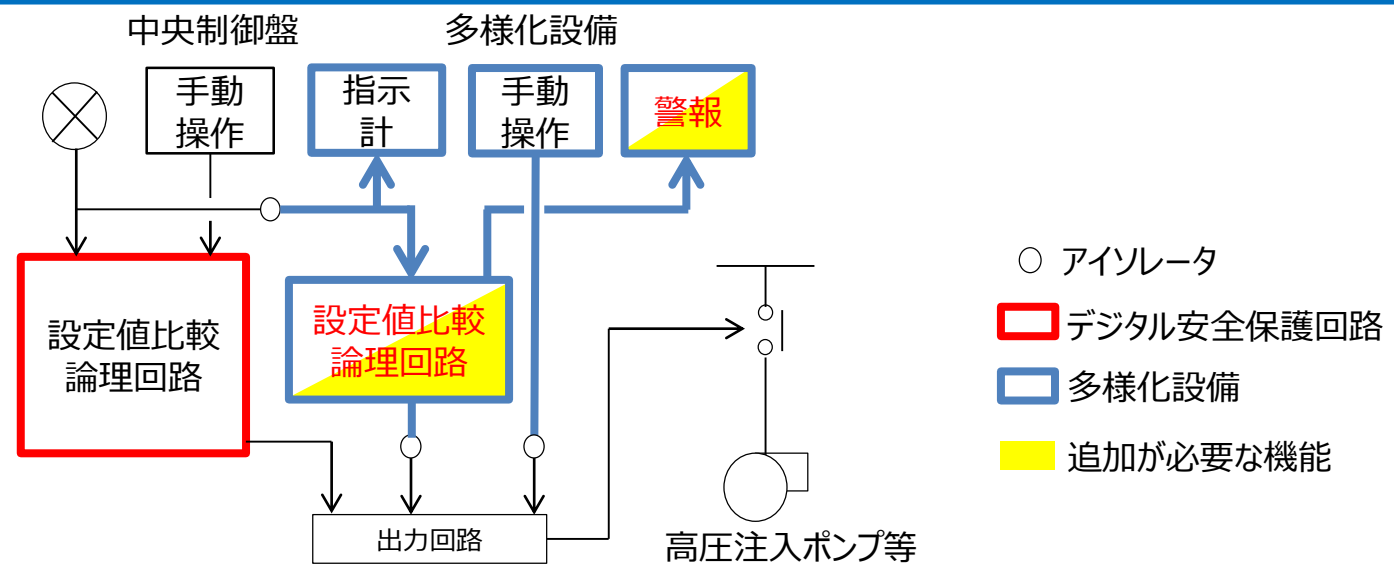 中央制御盤
多様化設備
手動
操作
指示
計
手動
操作
警報
設定値比較
論理回路
設定値比較
論理回路
出力回路
高圧注入ポンプ等
アイソレータ
デジタル安全保護回路
多様化設備
追加が必要な機能